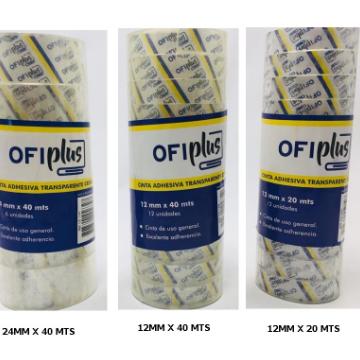 OFIplus
CINTA ADHESIVA TRANSPARENTE
mm x 40 mts
6 unidades
Cinta de uso general.
Excelente adherencia
24MM X 40 MTS
OFIplus
CINTA ADHESIVA TRANSPARENTE
12 mm x 40 mts
12 unidades
Cinta de uso general.
Excelente adherencia.
12MM X 40 MTS
OFIplus
CINTA ADHESIVA TRANSPARENTE
12 mm x 20 mts
12 unidades
Cinta de uso general.
Excelente adherencia.
12MM X 20 MTS